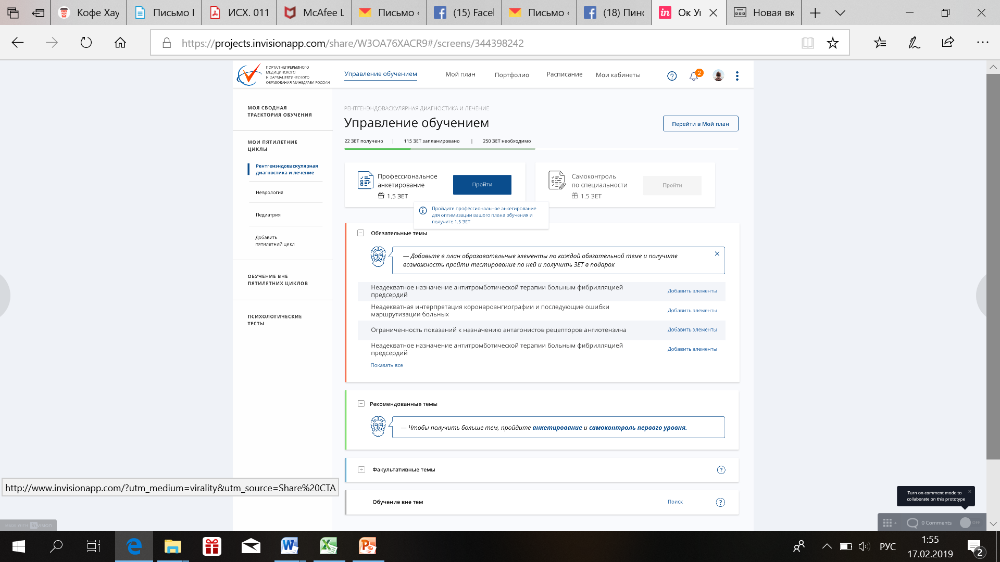 Кофе Хау
Письмо
ИСХ. 011
McAfee L
Письмо
(15) Facel
Письмо
(18) Пинс
Ок Уг
Новая вк
https://projects.invisionapp.com/share/W3OA76XACR9#/screens/344398242
ПОРТАЛ НЕПРЕРЫВНОГО
МЕДИЦИНСКОГО
И ФАРМАЦЕВТИЧЕСКОГО
ОБРАЗОВАНИЯ МИНЗДРАВА РОССИИ
Управление обучением
Мой план
Портфолио
Расписание
Мои кабинеты
2
МОЯ СВОДНАЯ
ТРАЕКТОРИЯ ОБУЧЕНИЯ
МОИ ПЯТИЛЕТНИЕ
ЦИКЛЫ
Рентгенэндоваскулярная
диагностика и лечение
Неврология
Педиатрия
Добавить
пятилетний цикл
ОБУЧЕНИЕ ВНЕ
ПЯТИЛЕТНИХ ЦИКЛОВ
ПСИХОЛОГИЧЕСКИЕ
ТЕСТЫ
РЕНТГЕНЭНДОВАСКУЛЯРНАЯ ДИАГНОСТИКА И ЛЕЧЕНИЕ
Управление обучением
Перейти в Мой план
22 ЗЕТ получено | 115 ЗЕТ запланировано | 250 ЗЕТ необходимо
Профессиональное
анкетирование
1.5 ЗЕТ
Пройти
Самоконтроль
по специальности
1.5 ЗЕТ
Пройти
Пройдите профессиональное анкетирование
для оптимизации вашего плана обучения и
получите 1.5 ЗЕТ
Обязательные темы
— Добавьте в план образовательные элементы по каждой обязательной теме и получите
возможность пройти тестирование по ней и получить ЗЕТ в подарок
Неадекватное назначение антитромботической терапии больным фибрилляцией
предсердий
Добавить элементы
Неадекватная интерпретация коронароангиографии и последующие ошибки
маршрутизации больных
Добавить элементы
Ограниченность показаний к назначению антагонистов рецепторов ангиотензина
Добавить элементы
Неадекватное назначение антитромботической терапии больным фибрилляцией
предсердий
Добавить элементы
Показать все
Рекомендованные темы
— Чтобы получить больше тем, пройдите анкетирование и самоконтроль первого уровня.
Факультативные темы
Обучение вне тем
Поиск
http://www.invisionapp.com/?utm_medium=virality&utm_source=Share%20CTA
MADE WITH invision
Turn on comment mode to
collaborate on this prototype
0 Comments
OFF
РУС
1:55
17.02.2019
2